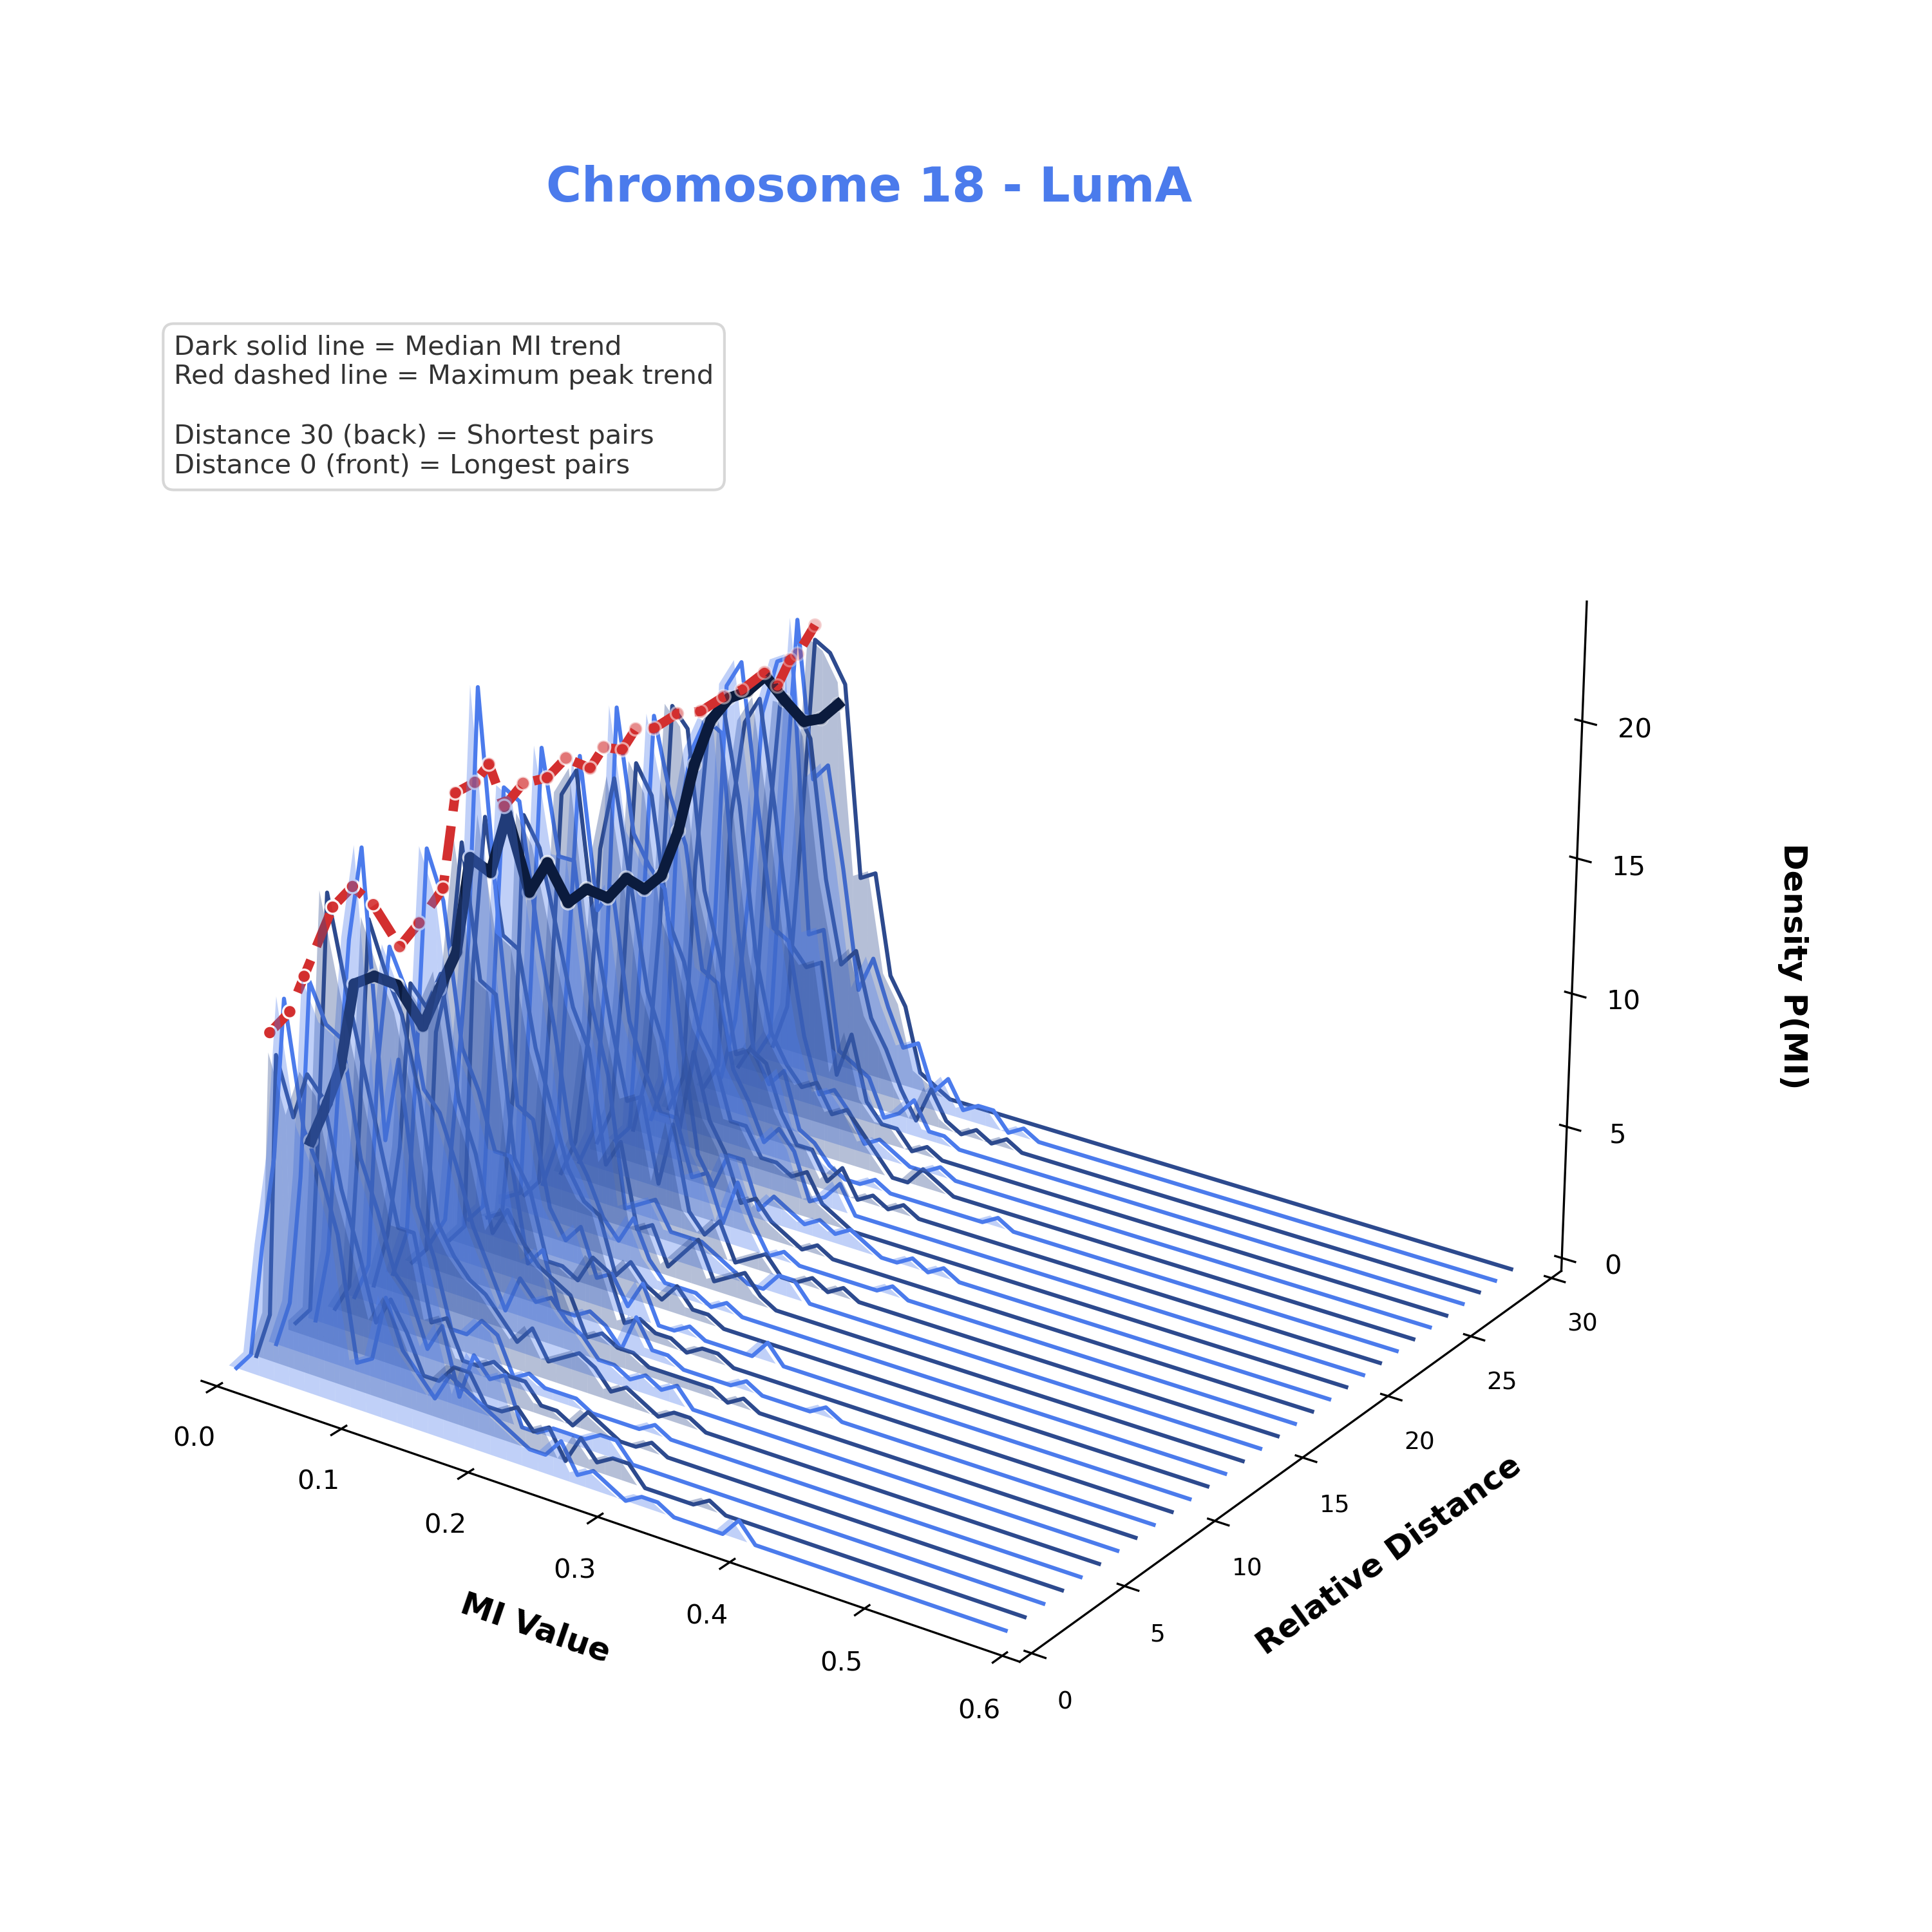 Chromosome 18 - LumA
Dark solid line = Median MI trend
Red dashed line = Maximum peak trend
Distance 30 (back) = Shortest pairs
Distance 0 (front) = Longest pairs
20
15
10
5
0
Density P(MI)
30
25
20
15
10
5
0
Relative Distance
0.0
0.1
0.2
0.3
0.4
0.5
0.6
MI Value